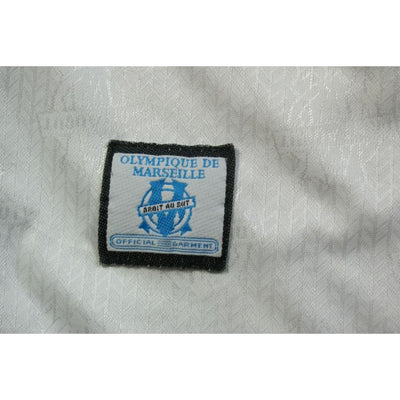 OLYMPIQUE DE
MARSEILLE
DROIT AU BUT
OFFICIAL GARMENT